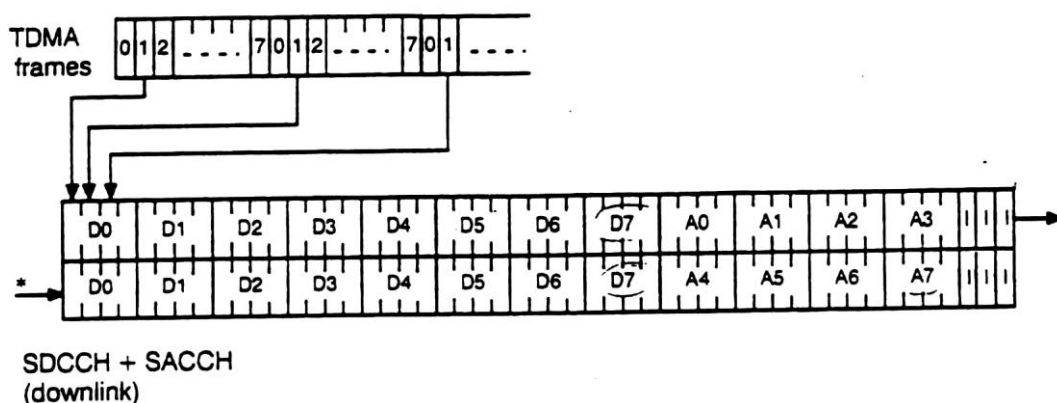 TDMA
frames
0 1 2 - - - - 7 0 1 2 - - - - 7 0 1 - - - -
D0 D1 D2 D3 D4 D5 D6 D7 A0 A1 A2 A3 I I I
* D0 D1 D2 D3 D4 D5 D6 D7 A4 A5 A6 A7 I I I
SDCCH + SACCH
(downlink)